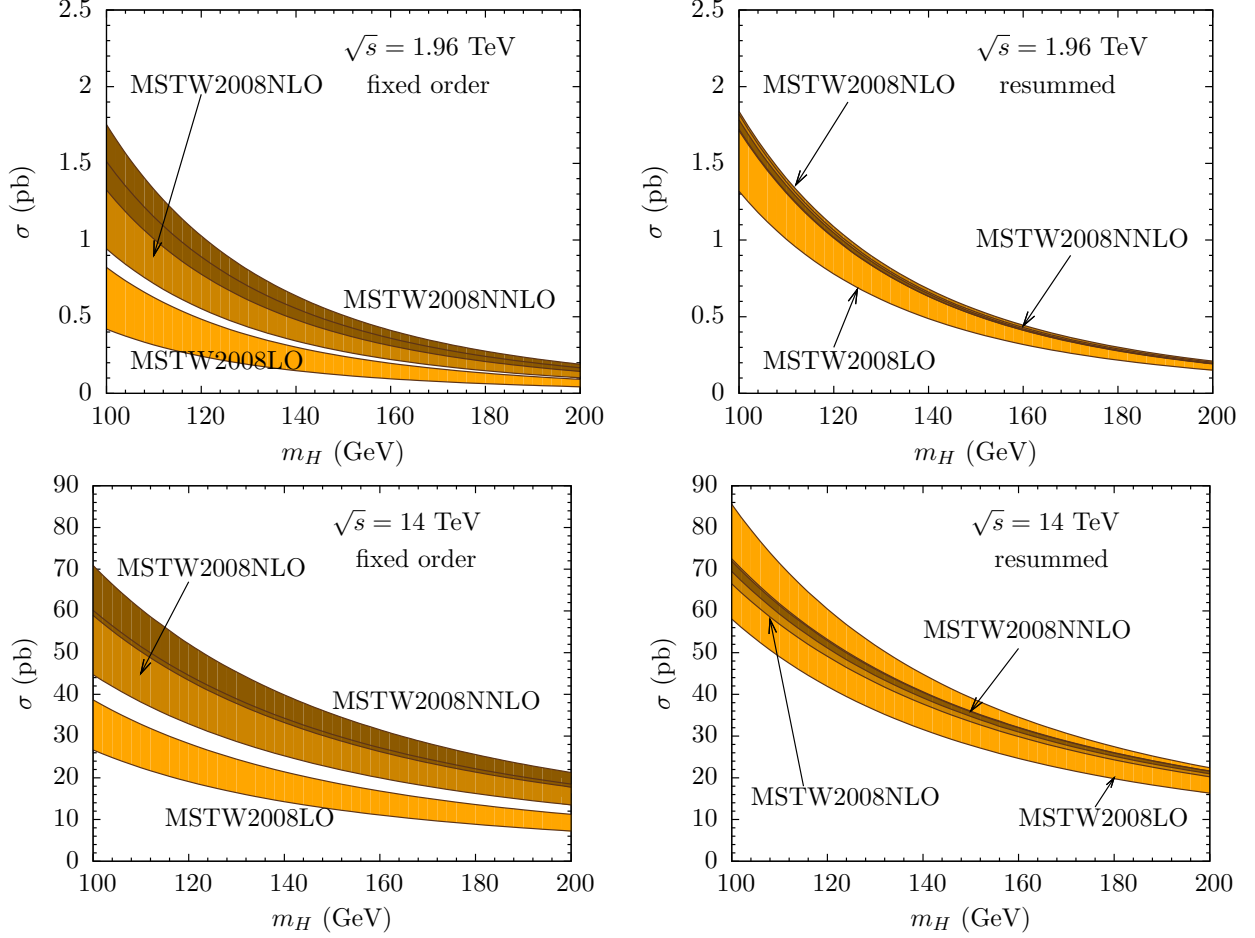 2.5
2
1.5
1
0.5
0
σ (pb)
√s = 1.96 TeV
fixed order
MSTW2008NLO
MSTW2008NNLO
MSTW2008LO
100 120 140 160 180 200
m_H (GeV)
2.5
2
1.5
1
0.5
0
σ (pb)
√s = 1.96 TeV
MSTW2008NLO
resummed
MSTW2008NNLO
MSTW2008LO
100 120 140 160 180 200
m_H (GeV)
90
80
70
60
50
40
30
20
10
0
σ (pb)
√s = 14 TeV
fixed order
MSTW2008NLO
MSTW2008NNLO
MSTW2008LO
100 120 140 160 180 200
m_H (GeV)
90
80
70
60
50
40
30
20
10
0
σ (pb)
√s = 14 TeV
resummed
MSTW2008NNLO
MSTW2008NLO
MSTW2008LO
100 120 140 160 180 200
m_H (GeV)